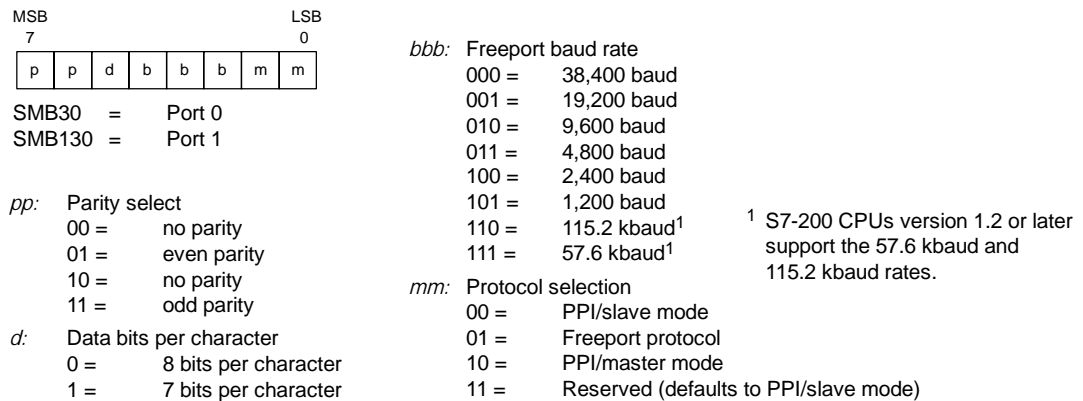 MSB LSB
7 0
p p d b b b m m
SMB30 = Port 0
SMB130 = Port 1
pp: Parity select
00 = no parity
01 = even parity
10 = no parity
11 = odd parity
d: Data bits per character
0 = 8 bits per character
1 = 7 bits per character
bbb: Freeport baud rate
000 = 38,400 baud
001 = 19,200 baud
010 = 9,600 baud
011 = 4,800 baud
100 = 2,400 baud
101 = 1,200 baud
110 = 115.2 kbaud1
111 = 57.6 kbaud1
mm: Protocol selection
00 = PPI/slave mode
01 = Freeport protocol
10 = PPI/master mode
11 = Reserved (defaults to PPI/slave mode)
1 S7-200 CPUs version 1.2 or later
support the 57.6 kbaud and
115.2 kbaud rates.